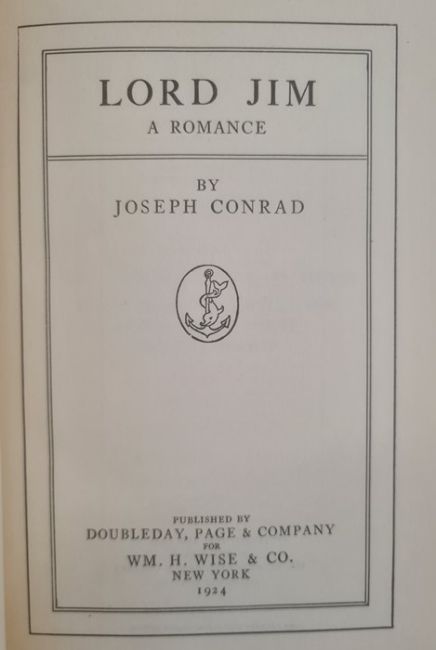 LORD JIM
A ROMANCE
BY
JOSEPH CONRAD
PUBLISHED BY
DOUBLEDAY, PAGE & COMPANY
FOR
WM. H. WISE & CO.
NEW YORK
1924